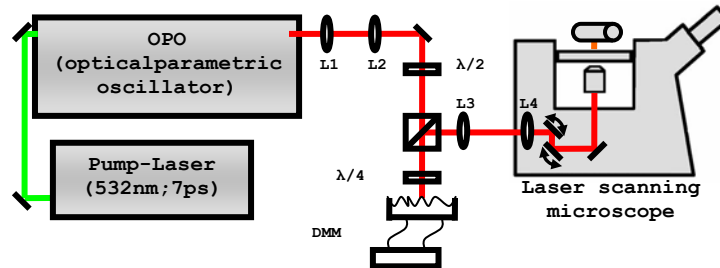 OPO
(opticalparametric
oscillator)
L1
L2
λ/2
L3
L4
Pump-Laser
(532nm;7ps)
λ/4
Laser scanning
microscope
DMM